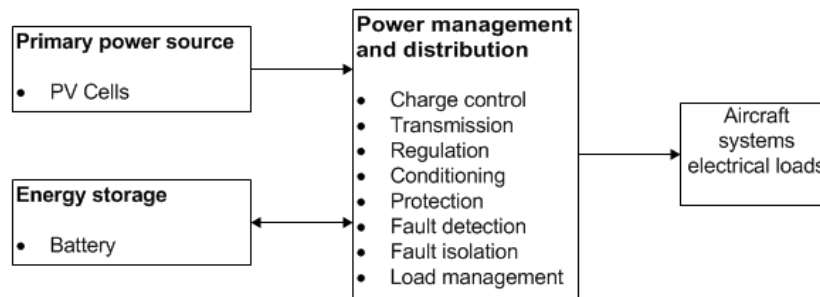 Primary power source
• PV Cells
Energy storage
• Battery
Power management
and distribution
• Charge control
• Transmission
• Regulation
• Conditioning
• Protection
• Fault detection
• Fault isolation
• Load management
Aircraft
systems
electrical loads